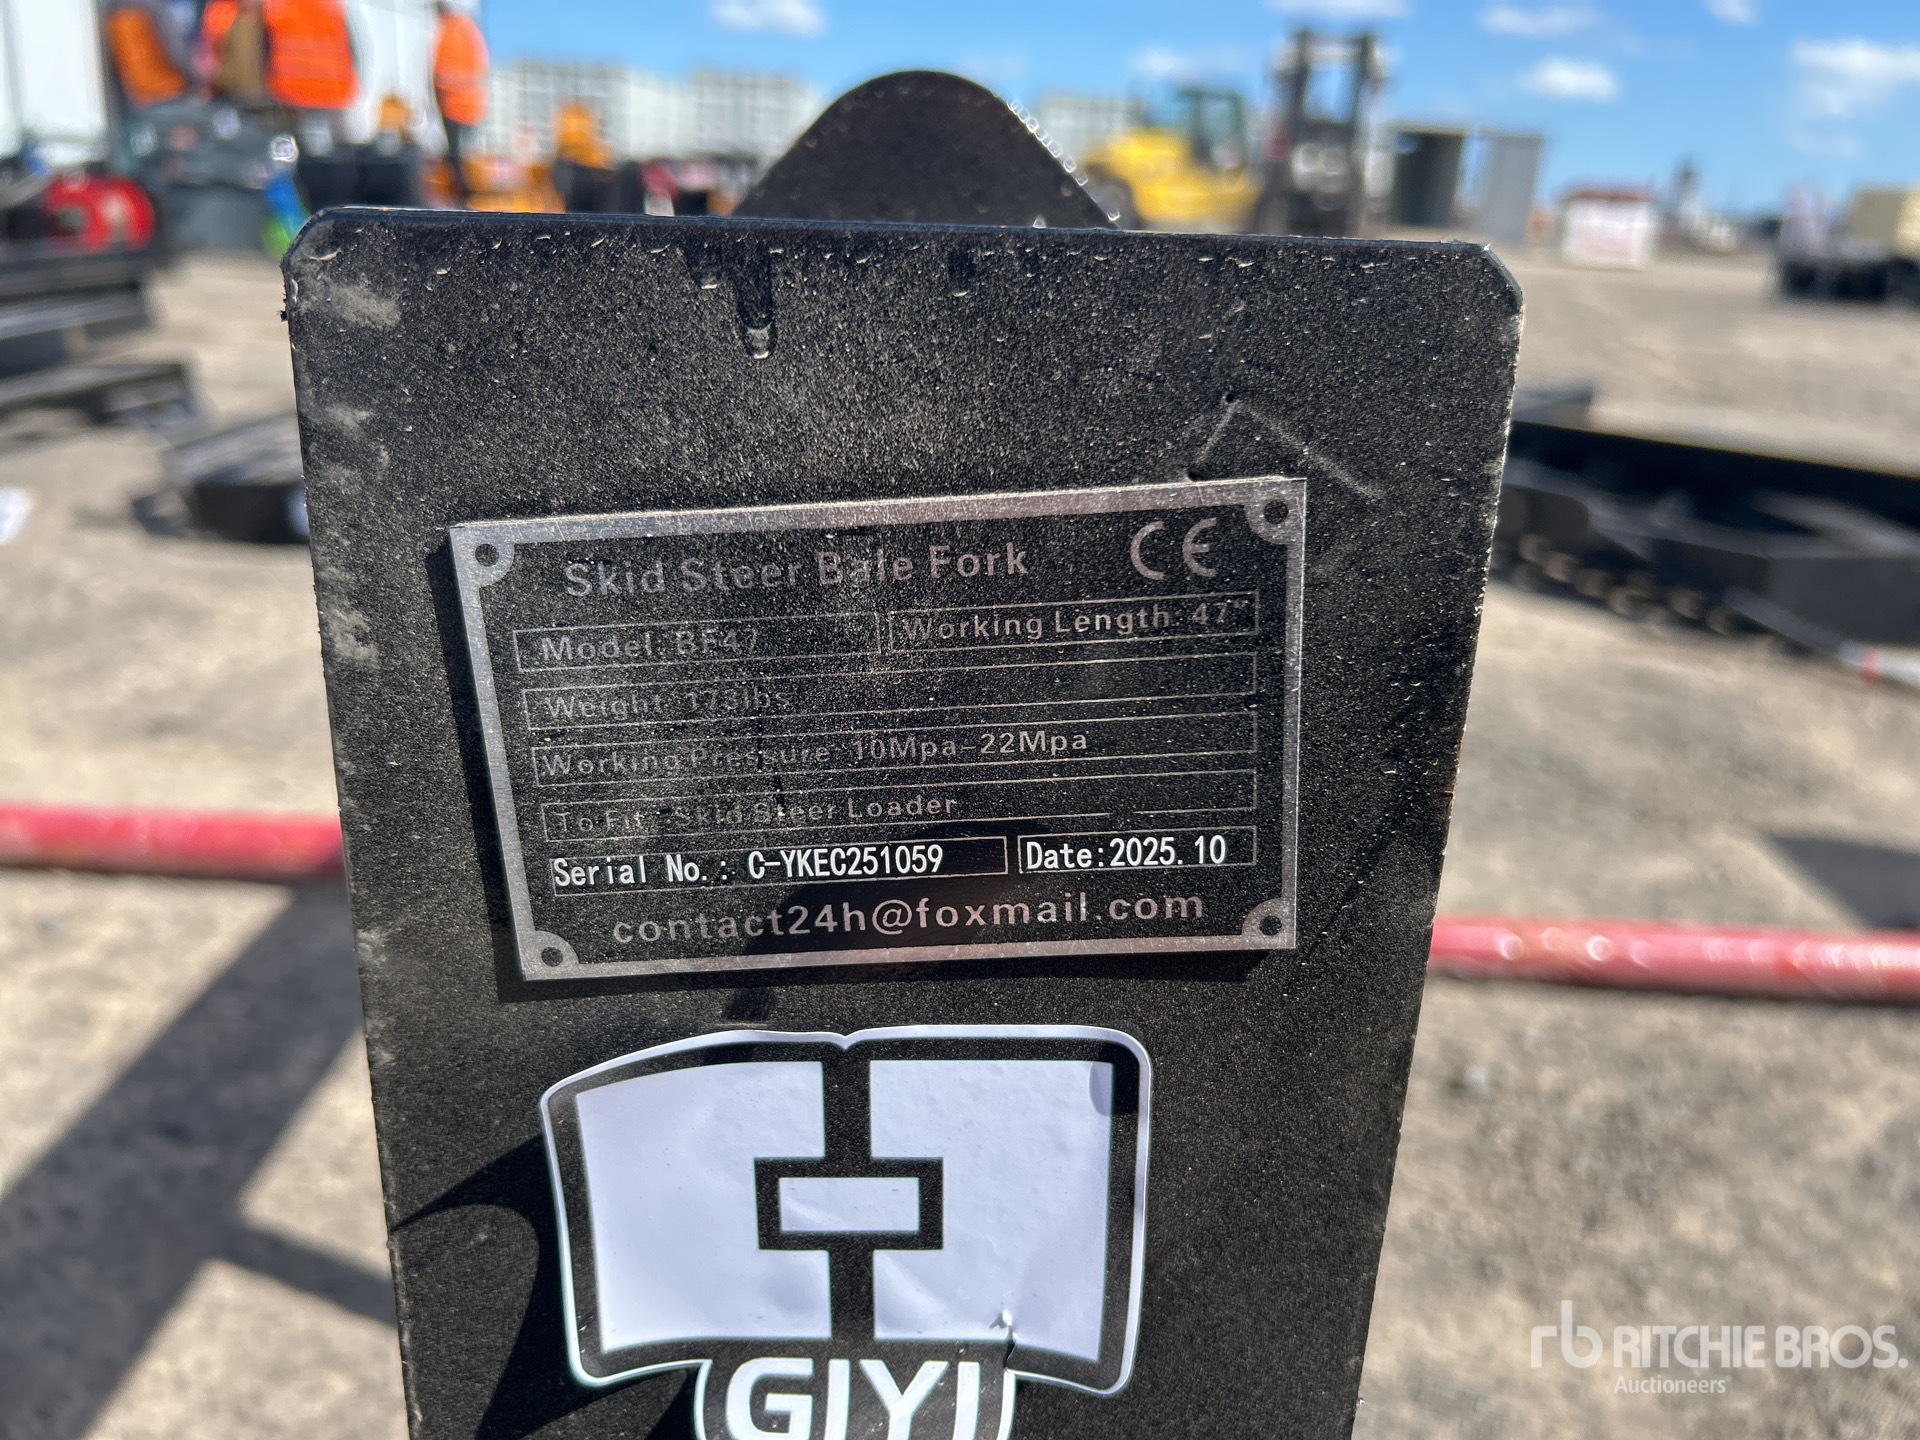 Skid Steer Bale Fork CE
Model: BF47 Working Length: 47"
Weight: 173lbs
Working Pressure: 10Mpa-22Mpa
To Fit: Skid Steer Loader
Serial No.: C-YKEC251059 Date:2025.10
contact24h@foxmail.com
GIYI
rb RITCHIE BROS.
Auctioneers